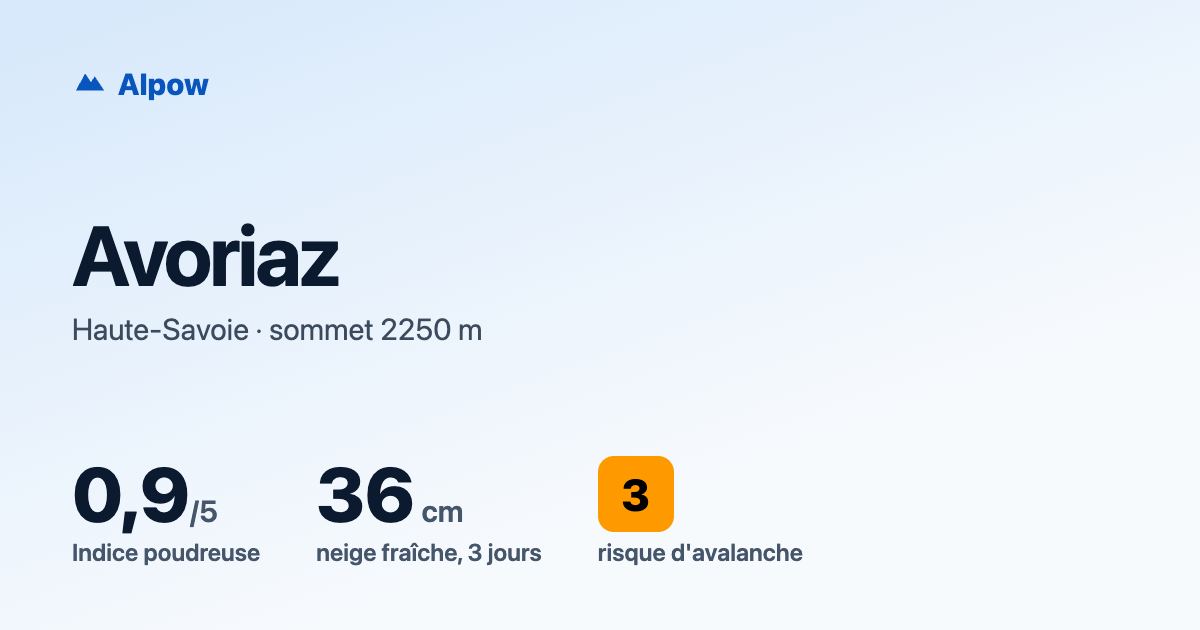 Alpow
Avoriaz
Haute-Savoie · sommet 2250 m
0,9/5
Indice poudreuse
36 cm
neige fraîche, 3 jours
3
risque d'avalanche